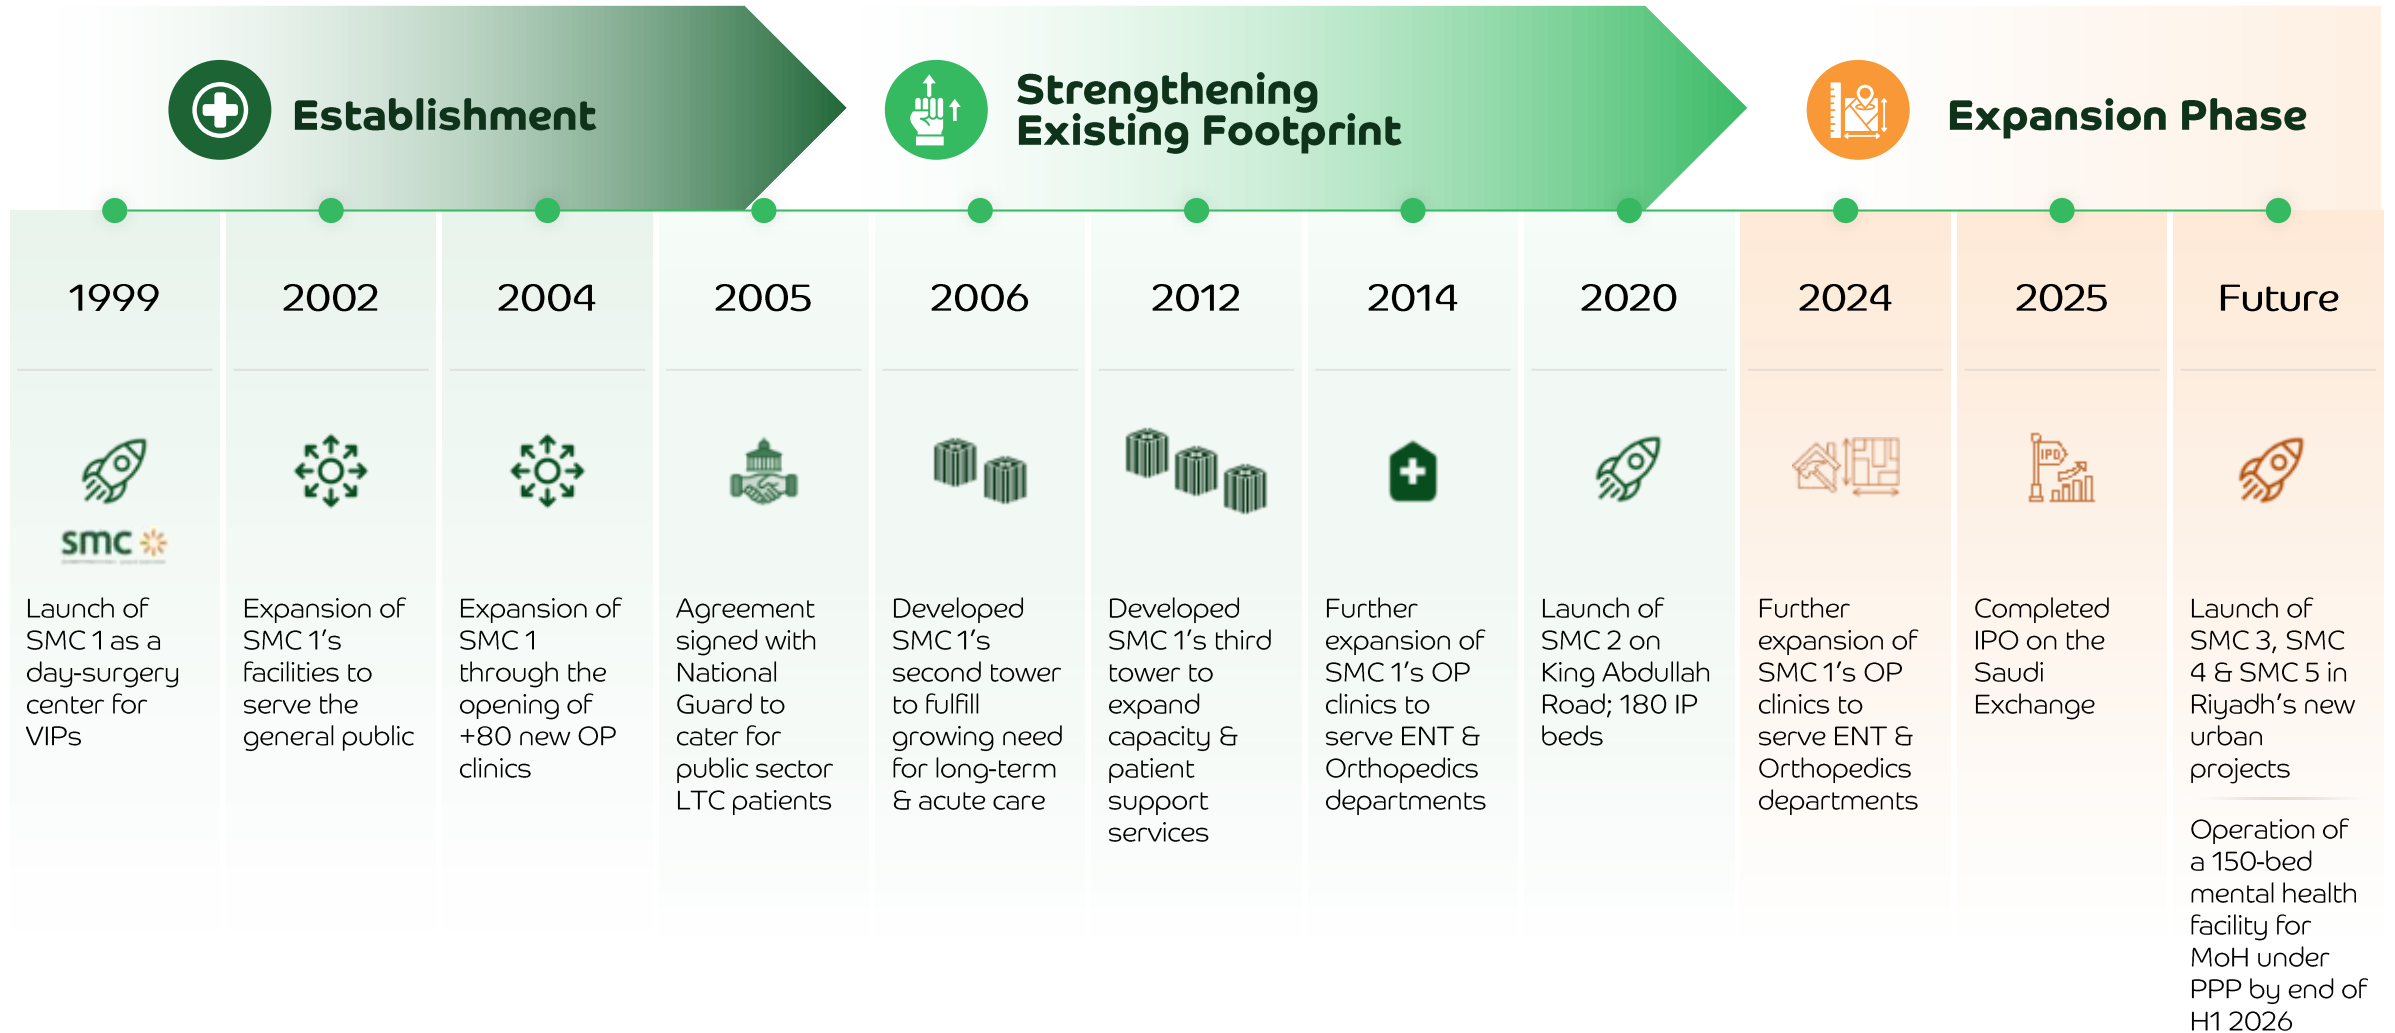 Establishment
Strengthening
Existing Footprint
Expansion Phase
1999
smc
Launch of
SMC 1 as a
day-surgery
center for
VIPs
2002
Expansion of
SMC 1's
facilities to
serve the
general public
2004
Expansion of
SMC 1
through the
opening of
+80 new OP
clinics
2005
Agreement
signed with
National
Guard to
cater for
public sector
LTC patients
2006
Developed
SMC 1's
second tower
to fulfill
growing need
for long-term
& acute care
2012
Developed
SMC 1's third
tower to
expand
capacity &
patient
support
services
2014
Further
expansion of
SMC 1's OP
clinics to
serve ENT &
Orthopedics
departments
2020
Launch of
SMC 2 on
King Abdullah
Road; 180 IP
beds
2024
Further
expansion of
SMC 1's OP
clinics to
serve ENT &
Orthopedics
departments
2025
IPO
Completed
IPO on the
Saudi
Exchange
Future
Launch of
SMC 3, SMC
4 & SMC 5 in
Riyadh's new
urban
projects
Operation of
a 150-bed
mental health
facility for
MoH under
PPP by end of
H1 2026